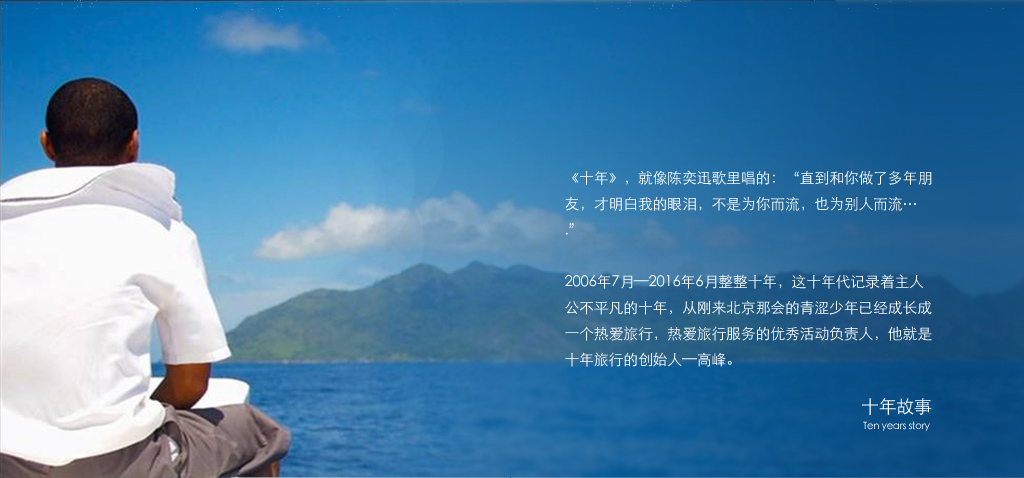 《十年》，就像陈奕迅歌里唱的：“直到和你做了多年朋
友，才明白我的眼泪，不是为你而流，也为别人而流…
.”
2006年7月—2016年6月整整十年，这十年代记录着主人
公不平凡的十年，从刚来北京那会的青涩少年已经成长成
一个热爱旅行，热爱旅行服务的优秀活动负责人，他就是
十年旅行的创始人—高峰。
十年故事
Ten years story